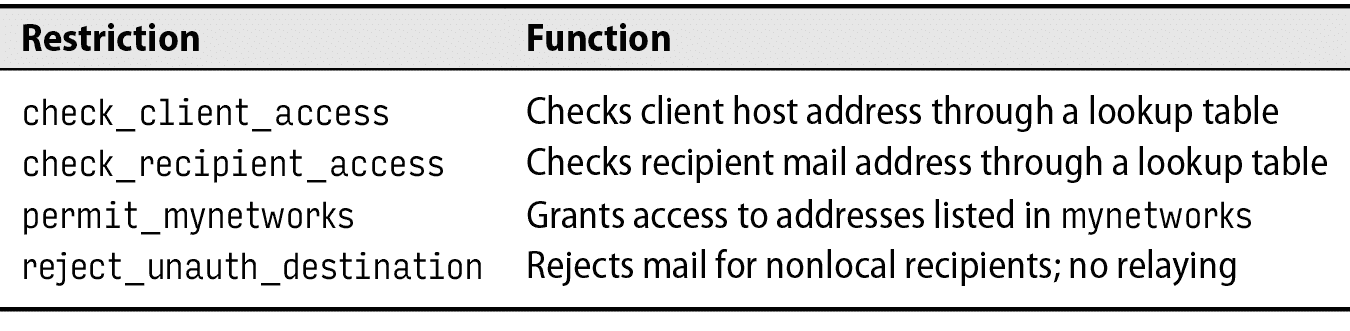 Restriction Function
check_client_access Checks client host address through a lookup table
check_recipient_access Checks recipient mail address through a lookup table
permit_mynetworks Grants access to addresses listed in mynetworks
reject_unauth_destination Rejects mail for nonlocal recipients; no relaying